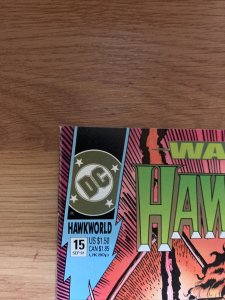 DC
HAWKWORLD
15
SEP 91
US $1.50
CAN $1.85
UK 80p
WA
HAW